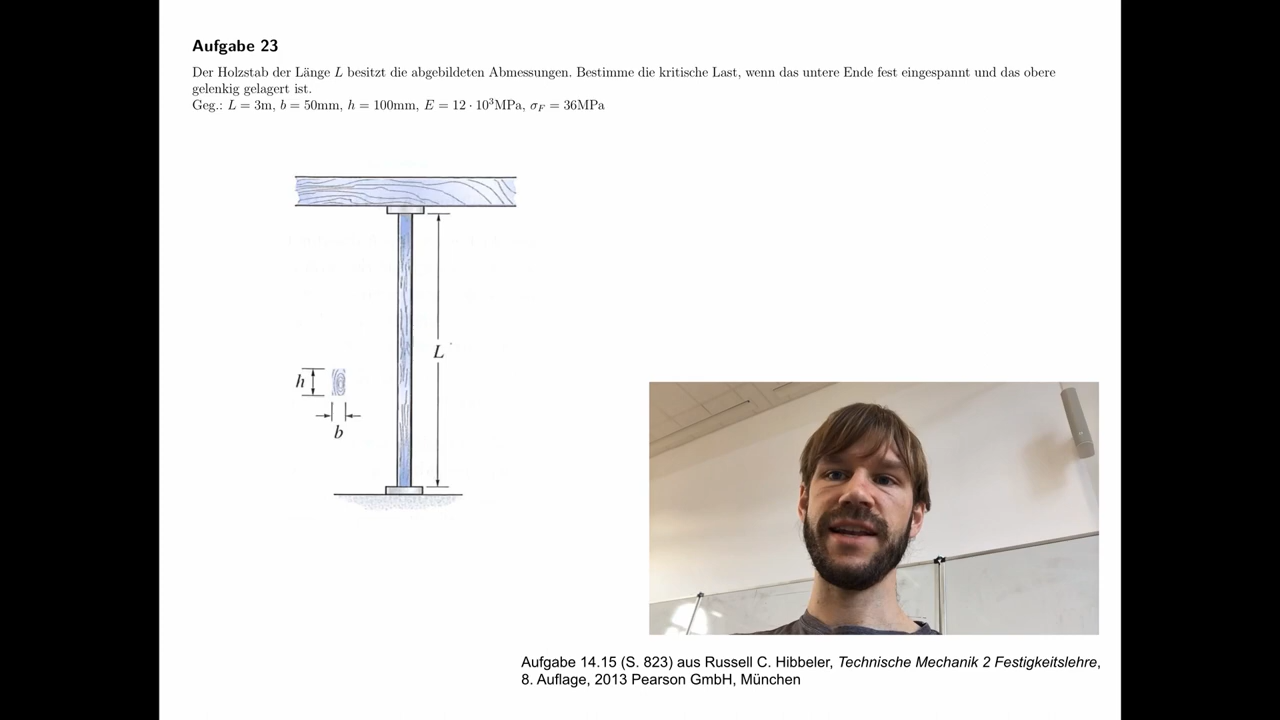 Aufgabe 23
Der Holzstab der Länge L besitzt die abgebildeten Abmessungen. Bestimme die kritische Last, wenn das untere Ende fest eingespannt und das obere
gelenkig gelagert ist.
Geg.: L = 3m, b = 50mm, h = 100mm, E = 12 · 10³MPa, σ_F = 36MPa
L
h
b
Aufgabe 14.15 (S. 823) aus Russell C. Hibbeler, Technische Mechanik 2 Festigkeitslehre,
8. Auflage, 2013 Pearson GmbH, München